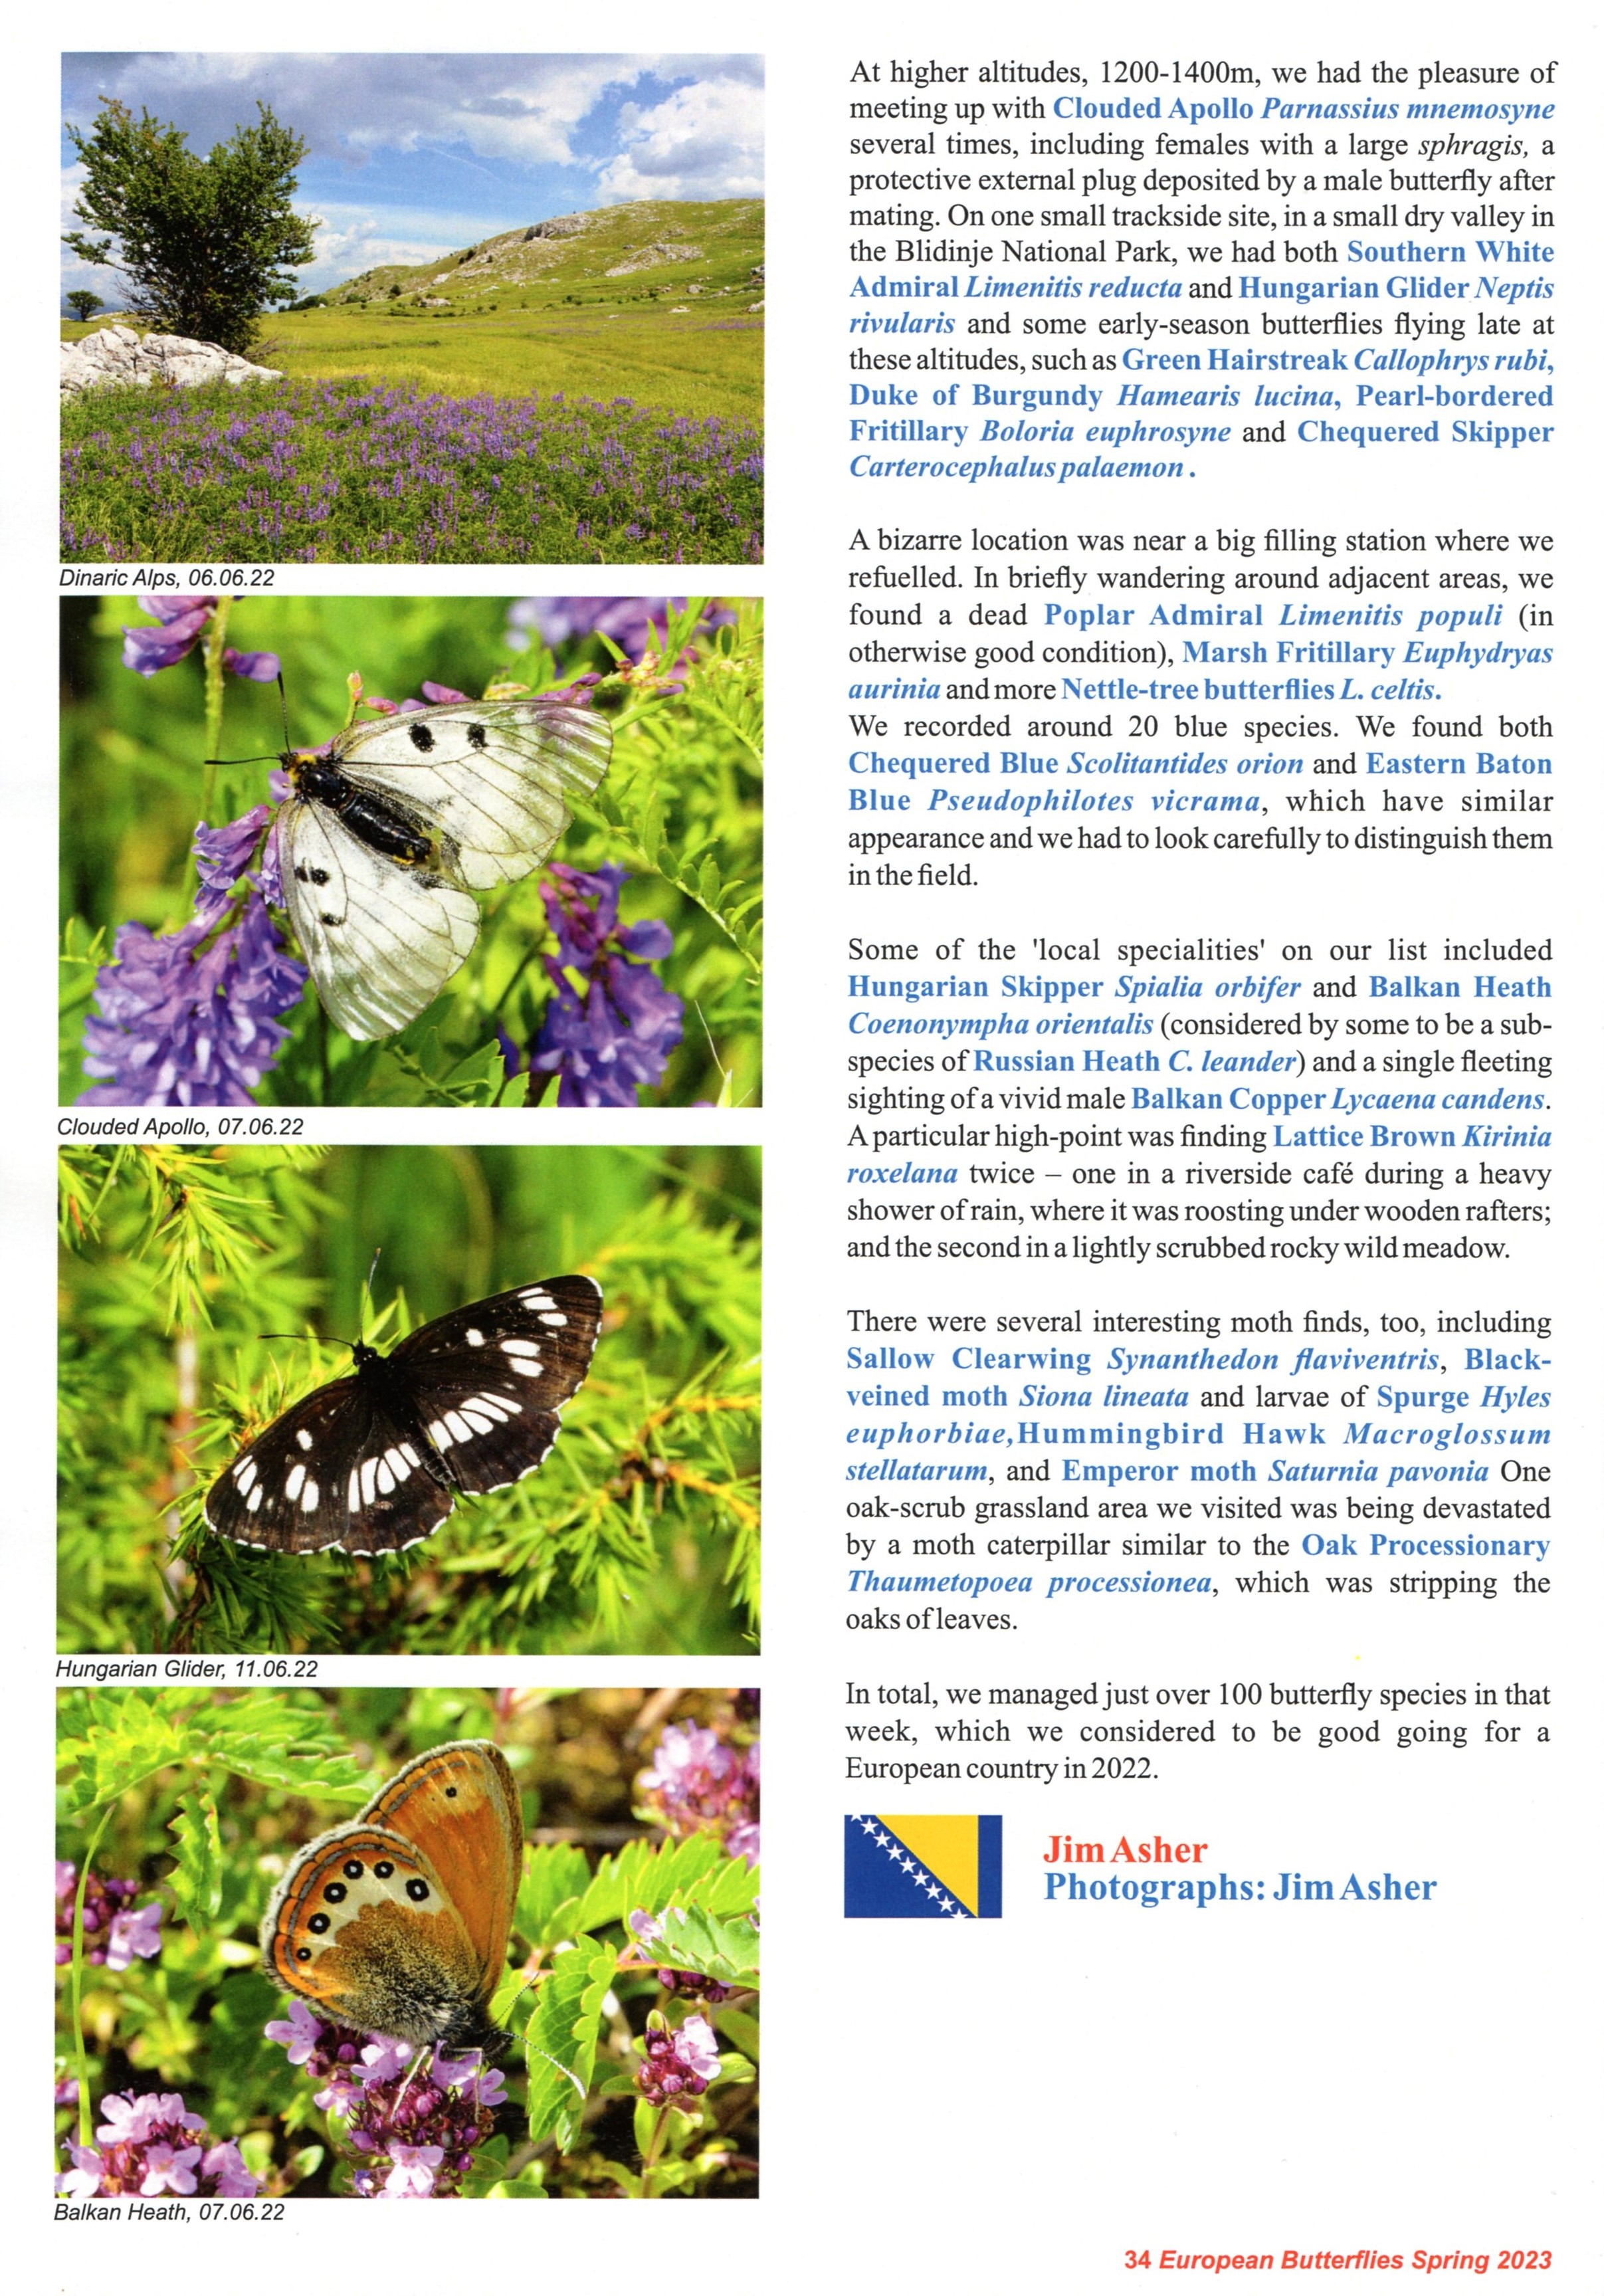 Dinaric Alps, 06.06.22
Clouded Apollo, 07.06.22
Hungarian Glider, 11.06.22
Balkan Heath, 07.06.22
At higher altitudes, 1200-1400m, we had the pleasure of
meeting up with Clouded Apollo Parnassius mnemosyne
several times, including females with a large sphragis, a
protective external plug deposited by a male butterfly after
mating. On one small trackside site, in a small dry valley in
the Blidinje National Park, we had both Southern White
Admiral Limenitis reducta and Hungarian Glider Neptis
rivularis and some early-season butterflies flying late at
these altitudes, such as Green Hairstreak Callophrys rubi,
Duke of Burgundy Hamearis lucina, Pearl-bordered
Fritillary Boloria euphrosyne and Chequered Skipper
Carterocephalus palaemon .
A bizarre location was near a big filling station where we
refuelled. In briefly wandering around adjacent areas, we
found a dead Poplar Admiral Limenitis populi (in
otherwise good condition), Marsh Fritillary Euphydryas
aurinia and more Nettle-tree butterflies L. celtis.
We recorded around 20 blue species. We found both
Chequered Blue Scolitantides orion and Eastern Baton
Blue Pseudophilotes vicrama, which have similar
appearance and we had to look carefully to distinguish them
in the field.
Some of the 'local specialities' on our list included
Hungarian Skipper Spialia orbifer and Balkan Heath
Coenonympha orientalis (considered by some to be a sub-
species of Russian Heath C. leander) and a single fleeting
sighting of a vivid male Balkan Copper Lycaena candens.
A particular high-point was finding Lattice Brown Kirinia
roxelana twice – one in a riverside café during a heavy
shower of rain, where it was roosting under wooden rafters;
and the second in a lightly scrubbed rocky wild meadow.
There were several interesting moth finds, too, including
Sallow Clearwing Synanthedon flaviventris, Black-
veined moth Siona lineata and larvae of Spurge Hyles
euphorbiae,Hummingbird Hawk Macroglossum
stellatarum, and Emperor moth Saturnia pavonia One
oak-scrub grassland area we visited was being devastated
by a moth caterpillar similar to the Oak Processionary
Thaumetopoea processionea, which was stripping the
oaks of leaves.
In total, we managed just over 100 butterfly species in that
week, which we considered to be good going for a
European country in 2022.
Jim Asher
Photographs: Jim Asher
34 European Butterflies Spring 2023